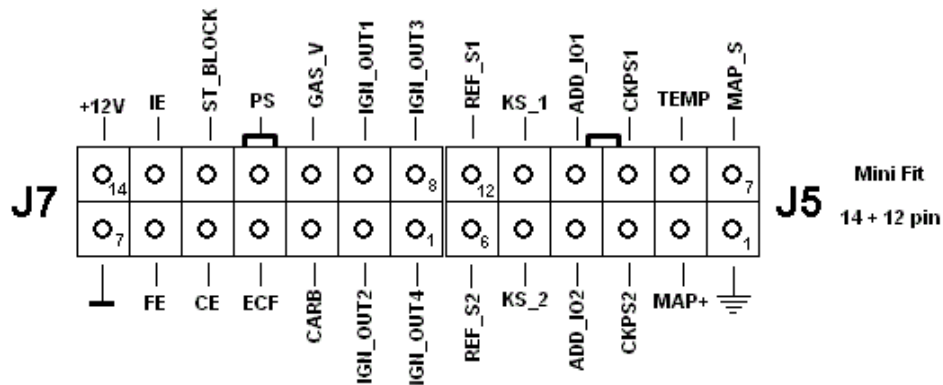 +12V IE ST_BLOCK PS GAS_V IGN_OUT1 IGN_OUT3 REF_S1 KS_1 ADD_IO1 CKPS1 TEMP MAP_S
J7 14 8 12 7 J5 Mini Fit
7 1 6 1 14 + 12 pin
FE CE ECF CARB IGN_OUT2 IGN_OUT4 REF_S2 KS_2 ADD_IO2 CKPS2 MAP+